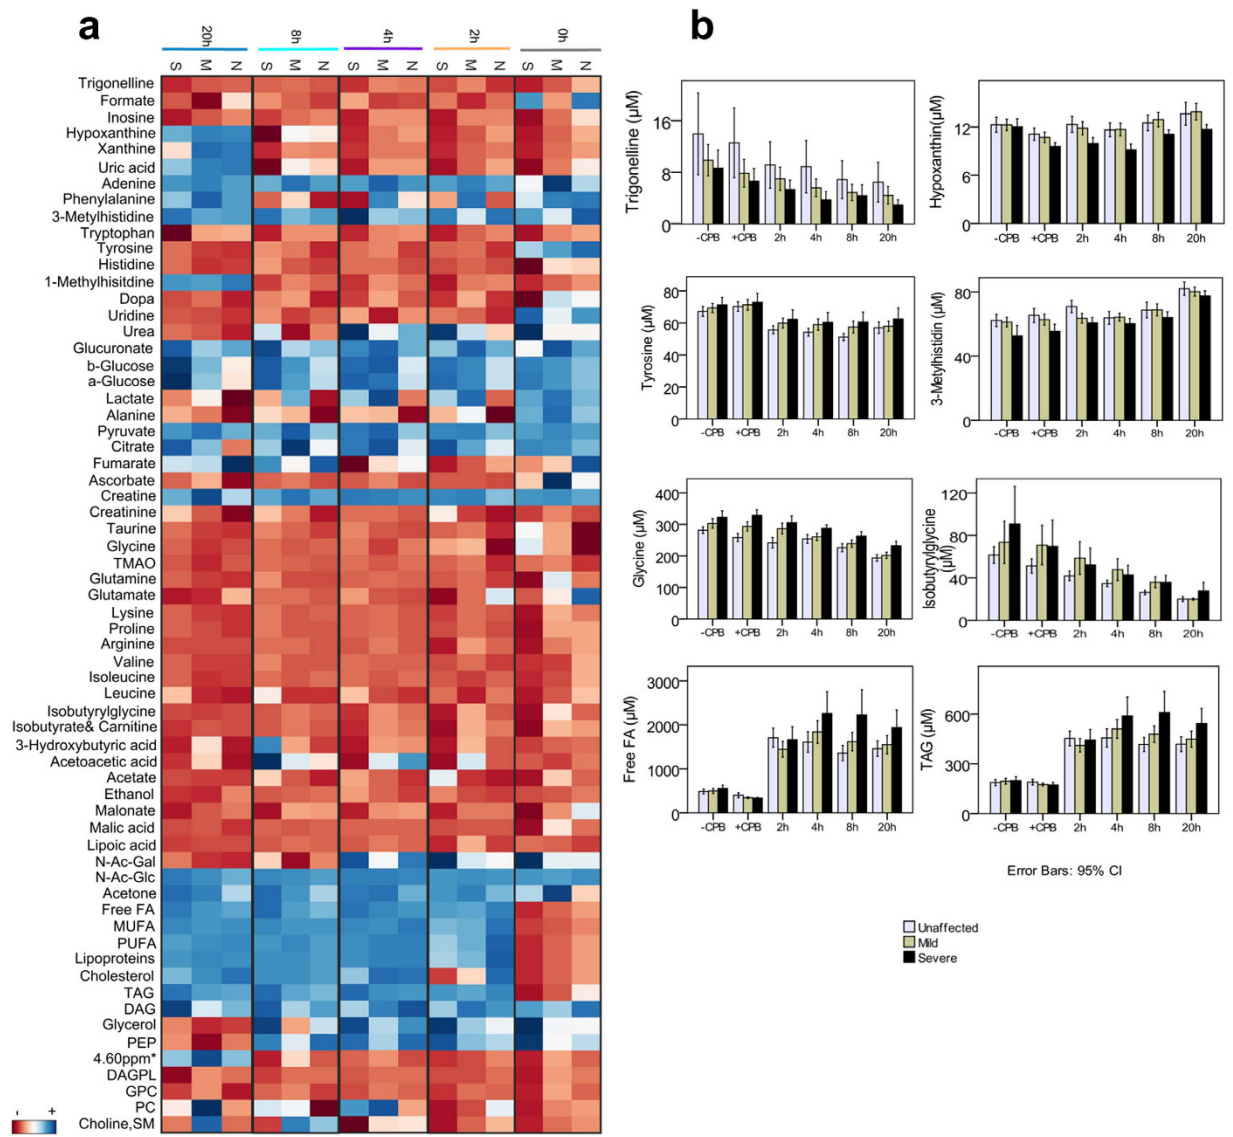 a
20h 8h 4h 2h 0h
S M N S M N S M N S M N S M N
Trigonelline
Formate
Inosine
Hypoxanthine
Xanthine
Uric acid
Adenine
Phenylalanine
3-Metylhistidine
Tryptophan
Tyrosine
Histidine
1-Methylhisitdine
Dopa
Uridine
Urea
Glucuronate
b-Glucose
a-Glucose
Lactate
Alanine
Pyruvate
Citrate
Fumarate
Ascorbate
Creatine
Creatinine
Taurine
Glycine
TMAO
Glutamine
Glutamate
Lysine
Proline
Arginine
Valine
Isoleucine
Leucine
Isobutyrylglycine
Isobutyrate& Carnitine
3-Hydroxybutyric acid
Acetoacetic acid
Acetate
Ethanol
Malonate
Malic acid
Lipoic acid
N-Ac-Gal
N-Ac-Glc
Acetone
Free FA
MUFA
PUFA
Lipoproteins
Cholesterol
TAG
DAG
Glycerol
PEP
4.60ppm*
DAGPL
GPC
PC
Choline,SM
- +
b
Trigonelline (µM)
16
8
0
-CPB +CPB 2h 4h 8h 20h
Hypoxanthin(µM)
12
6
0
-CPB +CPB 2h 4h 8h 20h
Tyrosine (µM)
80
60
40
20
0
-CPB +CPB 2h 4h 8h 20h
3-Metylhistidin (µM)
80
40
0
-CPB +CPB 2h 4h 8h 20h
Glycine (µM)
400
300
200
100
0
-CPB +CPB 2h 4h 8h 20h
Isobutyrylglycine
(µM)
120
80
40
0
-CPB +CPB 2h 4h 8h 20h
Free FA (µM)
3000
2000
1000
0
-CPB +CPB 2h 4h 8h 20h
TAG (µM)
600
300
0
-CPB +CPB 2h 4h 8h 20h
Error Bars: 95% CI
Unaffected
Mild
Severe